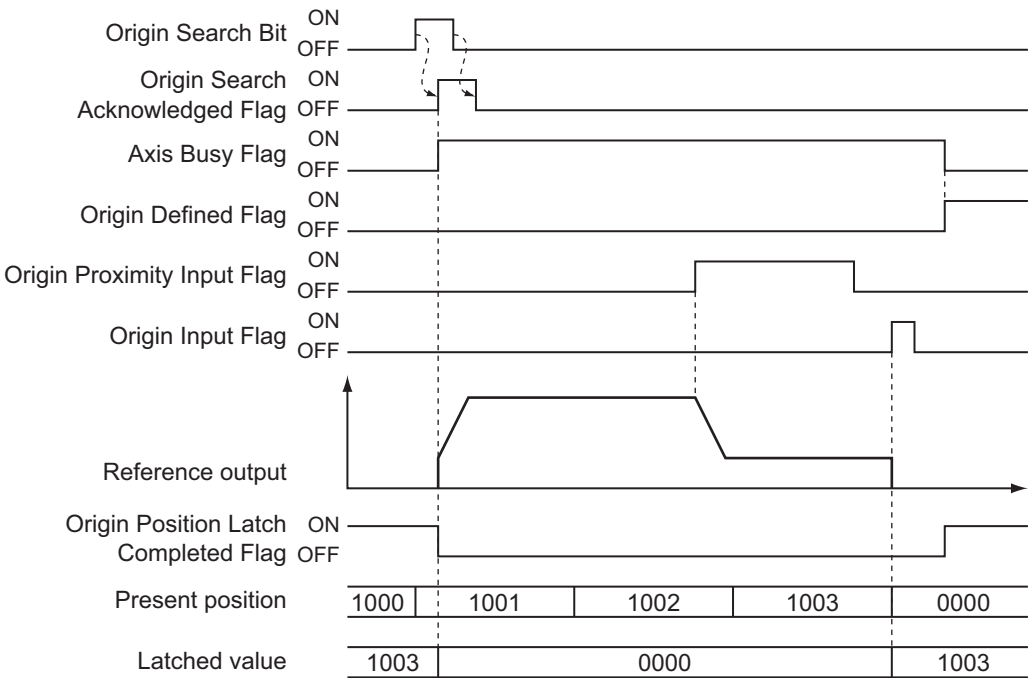 Origin Search Bit ON
OFF
Origin Search ON
Acknowledged Flag OFF
Axis Busy Flag ON
OFF
Origin Defined Flag ON
OFF
Origin Proximity Input Flag ON
OFF
Origin Input Flag ON
OFF
Reference output
Origin Position Latch ON
Completed Flag OFF
Present position 1000 1001 1002 1003 0000
Latched value 1003 0000 1003